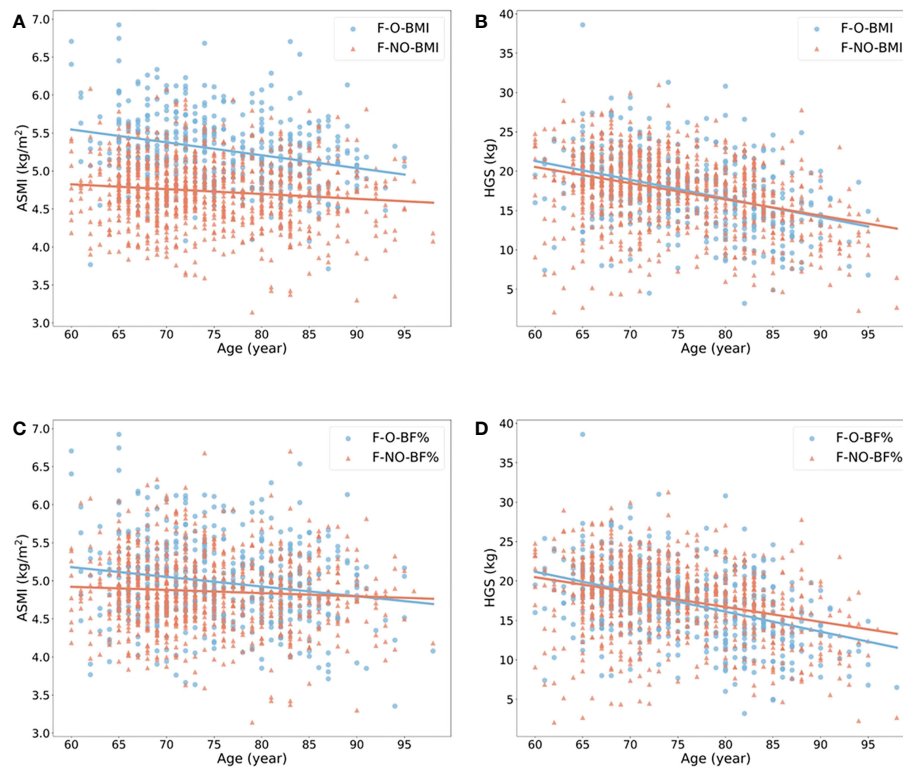 A
7.0
6.5
6.0
5.5
5.0
4.5
4.0
3.5
3.0
ASMI (kg/m²)
60 65 70 75 80 85 90 95
Age (year)
F-O-BMI
F-NO-BMI
B
40
35
30
25
20
15
10
5
HGS (kg)
60 65 70 75 80 85 90 95
Age (year)
F-O-BMI
F-NO-BMI
C
7.0
6.5
6.0
5.5
5.0
4.5
4.0
3.5
3.0
ASMI (kg/m²)
60 65 70 75 80 85 90 95
Age (year)
F-O-BF%
F-NO-BF%
D
40
35
30
25
20
15
10
5
HGS (kg)
60 65 70 75 80 85 90 95
Age (year)
F-O-BF%
F-NO-BF%